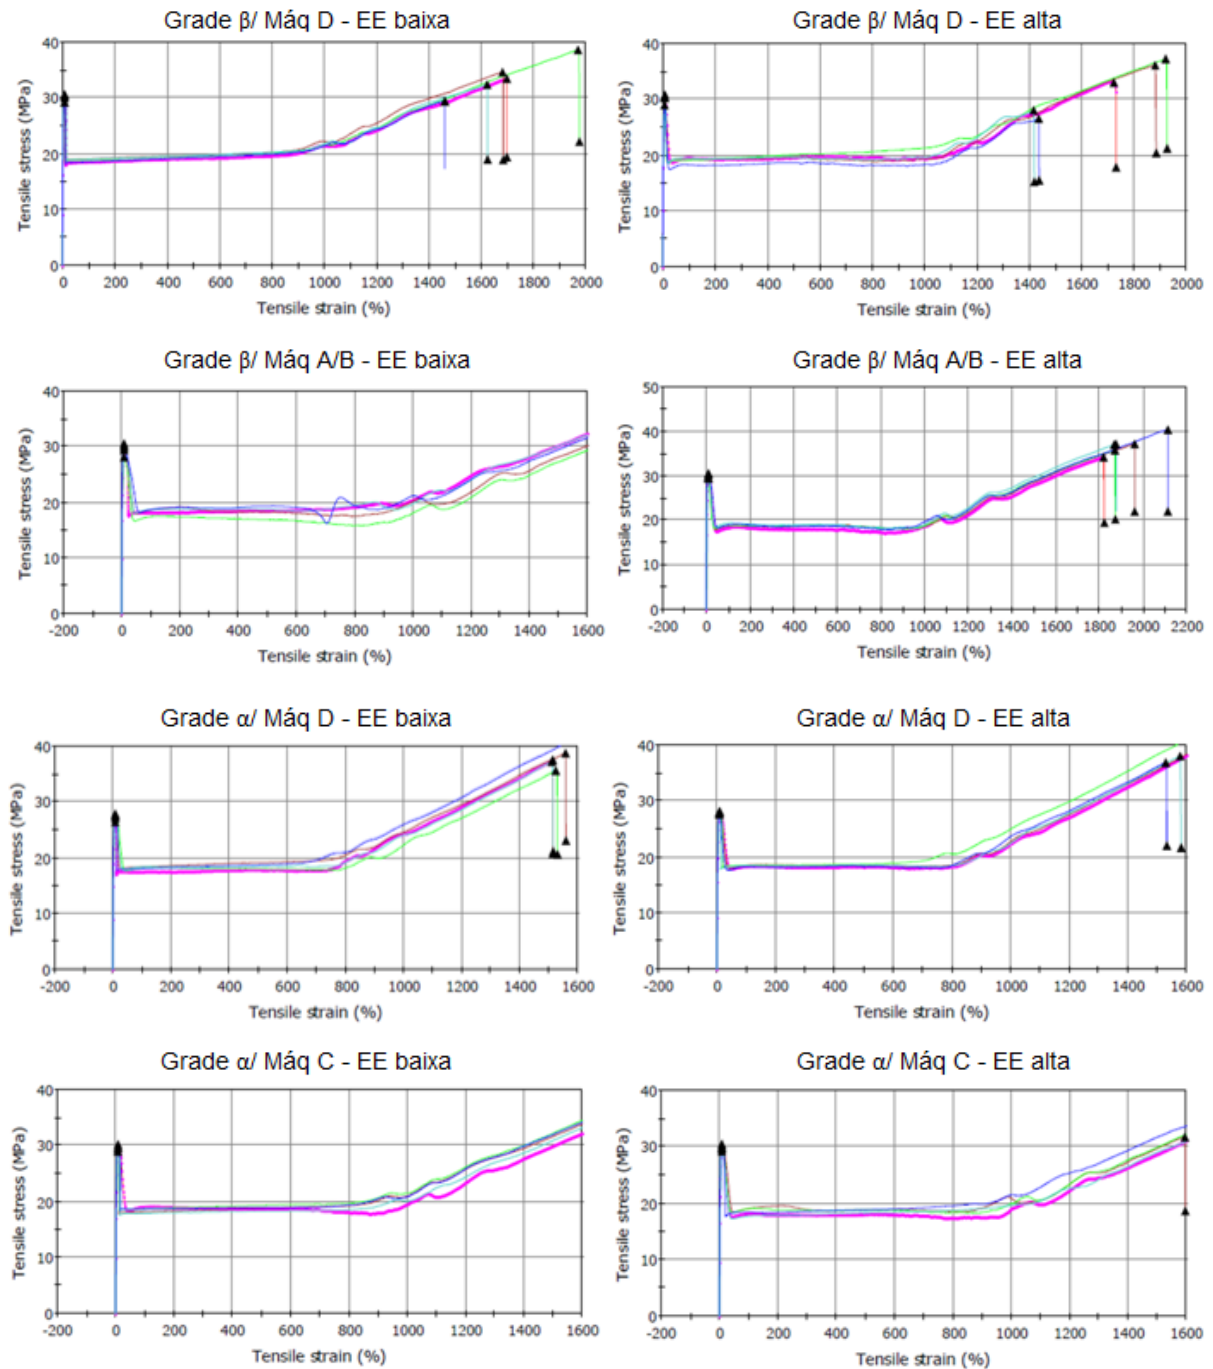 Grade β/ Máq D - EE baixa
Tensile stress (MPa)
40
30
20
10
0
0 200 400 600 800 1000 1200 1400 1600 1800 2000
Tensile strain (%)
Grade β/ Máq D - EE alta
Tensile stress (MPa)
40
30
20
10
0
0 200 400 600 800 1000 1200 1400 1600 1800 2000
Tensile strain (%)
Grade β/ Máq A/B - EE baixa
Tensile stress (MPa)
40
30
20
10
0
-200 0 200 400 600 800 1000 1200 1400 1600
Tensile strain (%)
Grade β/ Máq A/B - EE alta
Tensile stress (MPa)
50
40
30
20
10
0
-200 0 200 400 600 800 1000 1200 1400 1600 1800 2000 2200
Tensile strain (%)
Grade α/ Máq D - EE baixa
Tensile stress (MPa)
40
30
20
10
0
-200 0 200 400 600 800 1000 1200 1400 1600
Tensile strain (%)
Grade α/ Máq D - EE alta
Tensile stress (MPa)
40
30
20
10
0
-200 0 200 400 600 800 1000 1200 1400 1600
Tensile strain (%)
Grade α/ Máq C - EE baixa
Tensile stress (MPa)
40
30
20
10
0
-200 0 200 400 600 800 1000 1200 1400 1600
Tensile strain (%)
Grade α/ Máq C - EE alta
Tensile stress (MPa)
40
30
20
10
0
-200 0 200 400 600 800 1000 1200 1400 1600
Tensile strain (%)